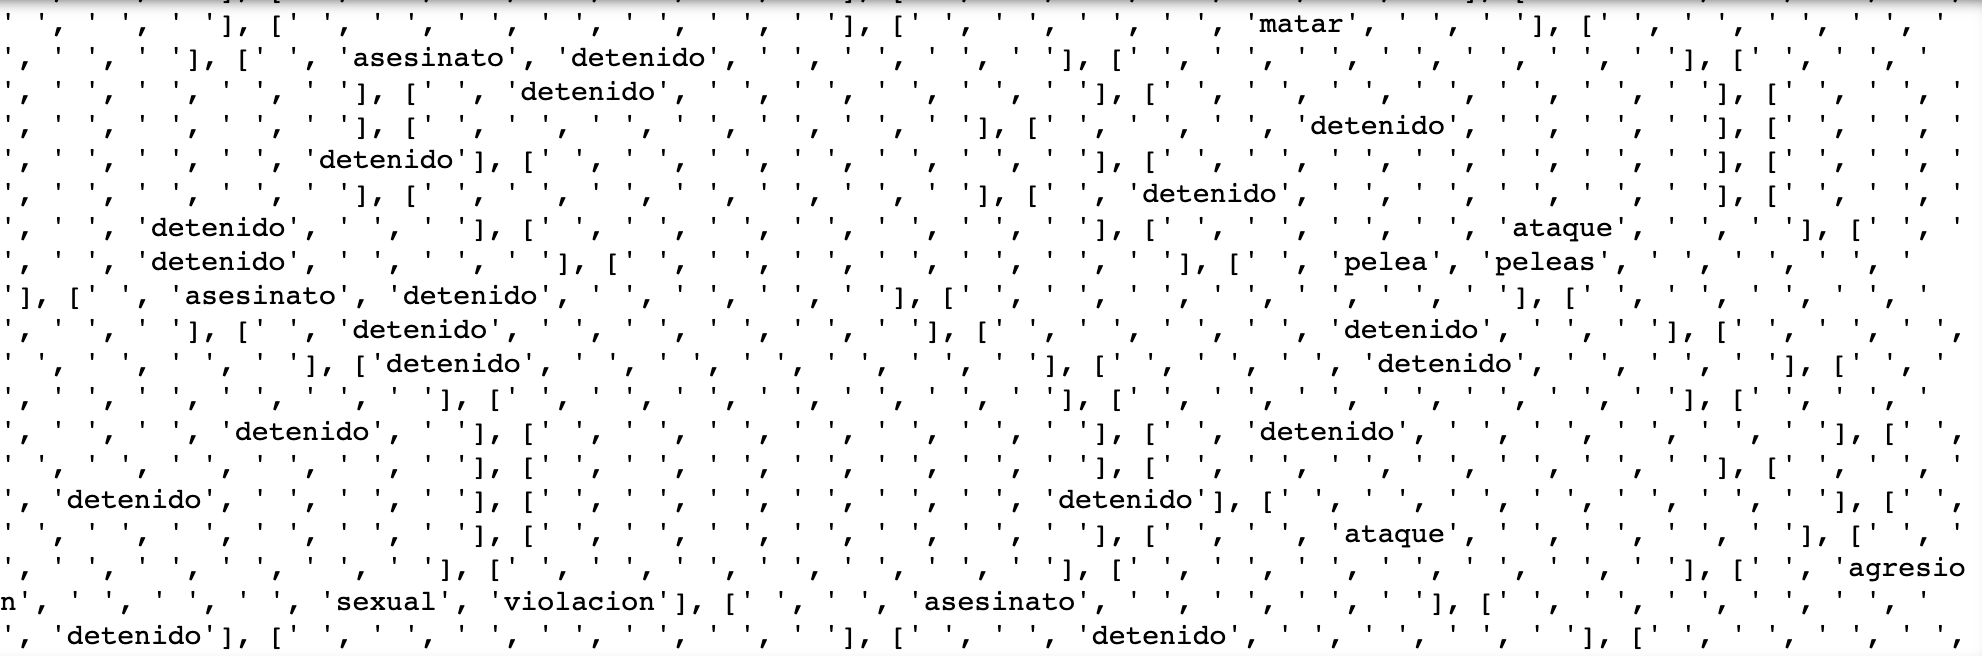 ' ', ' ', ' '], [' ', ' ', ' ', ' ', ' ', ' ', ' '], [' ', ' ', ' ', ' ', 'matar', ' ', ' '], [' ', ' ', ' ', ' ', '
', ' ', ' '], [' ', 'asesinato', 'detenido', ' ', ' ', ' ', ' '], [' ', ' ', ' ', ' ', ' ', ' ', ' '], [' ', ' ', '
', ' ', ' ', ' ', ' '], [' ', 'detenido', ' ', ' ', ' ', ' ', ' '], [' ', ' ', ' ', ' ', ' ', ' ', ' '], [' ', ' ', '
', ' ', ' ', ' ', ' '], [' ', ' ', ' ', ' ', ' ', ' ', ' '], [' ', ' ', ' ', 'detenido', ' ', ' ', ' '], [' ', ' ', '
', ' ', ' ', ' ', 'detenido'], [' ', ' ', ' ', ' ', ' ', ' ', ' '], [' ', ' ', ' ', ' ', ' ', ' ', ' '], [' ', ' ', '
', ' ', ' ', ' ', ' '], [' ', ' ', ' ', ' ', ' ', ' ', ' '], [' ', 'detenido', ' ', ' ', ' ', ' ', ' '], [' ', ' ', '
', ' ', 'detenido', ' ', ' '], [' ', ' ', ' ', ' ', ' ', ' ', ' '], [' ', ' ', ' ', ' ', 'ataque', ' ', ' '], [' ', '
', ' ', 'detenido', ' ', ' ', ' '], [' ', ' ', ' ', ' ', ' ', ' ', ' '], [' ', 'pelea', 'peleas', ' ', ' ', ' ', '
'], [' ', 'asesinato', 'detenido', ' ', ' ', ' ', ' '], [' ', ' ', ' ', ' ', ' ', ' ', ' '], [' ', ' ', ' ', ' ', '
', ' ', ' '], [' ', 'detenido', ' ', ' ', ' ', ' ', ' '], [' ', ' ', ' ', ' ', 'detenido', ' ', ' '], [' ', ' ', ' ',
' ', ' ', ' ', ' '], ['detenido', ' ', ' ', ' ', ' ', ' ', ' '], [' ', ' ', ' ', 'detenido', ' ', ' ', ' '], [' ', '
', ' ', ' ', ' ', ' ', ' '], [' ', ' ', ' ', ' ', ' ', ' ', ' '], [' ', ' ', ' ', ' ', ' ', ' ', ' '], [' ', ' ', '
', ' ', ' ', 'detenido', ' '], [' ', ' ', ' ', ' ', ' ', ' ', ' '], [' ', 'detenido', ' ', ' ', ' ', ' ', ' '], [' ',
' ', ' ', ' ', ' ', ' ', ' '], [' ', ' ', ' ', ' ', ' ', ' ', ' '], [' ', ' ', ' ', ' ', ' ', ' ', ' '], [' ', ' ', '
', 'detenido', ' ', ' ', ' '], [' ', ' ', ' ', ' ', ' ', ' ', 'detenido'], [' ', ' ', ' ', ' ', ' ', ' ', ' '], [' ',
' ', ' ', ' ', ' ', ' ', ' '], [' ', ' ', ' ', ' ', ' ', ' ', ' '], [' ', ' ', 'ataque', ' ', ' ', ' ', ' '], [' ', '
', ' ', ' ', ' ', ' ', ' '], [' ', ' ', ' ', ' ', ' ', ' ', ' '], [' ', ' ', ' ', ' ', ' ', ' ', ' '], [' ', 'agresio
n', ' ', ' ', ' ', 'sexual', 'violacion'], [' ', ' ', 'asesinato', ' ', ' ', ' ', ' '], [' ', ' ', ' ', ' ', ' ', '
', 'detenido'], [' ', ' ', ' ', ' ', ' ', ' ', ' '], [' ', ' ', 'detenido', ' ', ' ', ' ', ' '], [' ', ' ', ' ', ' ',